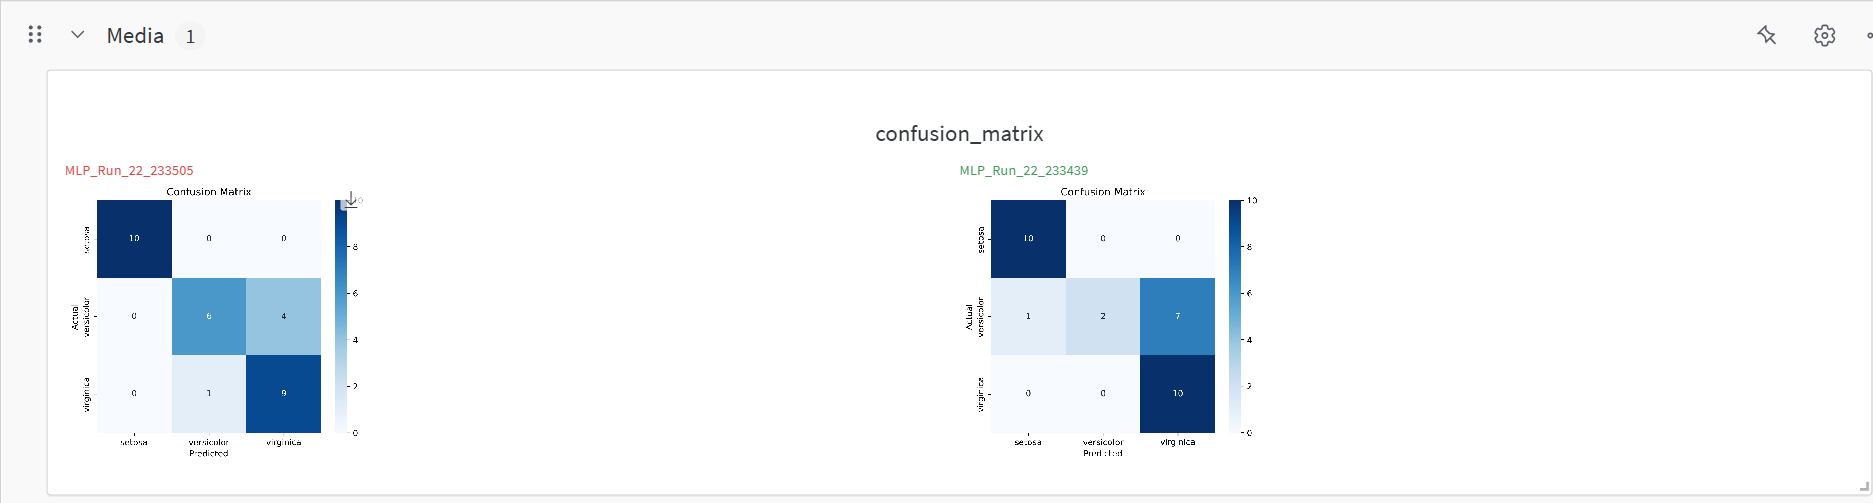 Media 1
confusion_matrix
MLP_Run_22_233505
Confusion Matrix
10
setosa
10 0 0
8
6
Actual
versicolor
0 6 4
4
virginica
0 1 9
2
0
setosa versicolor virginica
Predicted
MLP_Run_22_233439
Confusion Matrix
10
setosa
10 0 0
8
6
Actual
versicolor
1 2 7
4
virginica
0 0 10
2
0
setosa versicolor virginica
Predicted